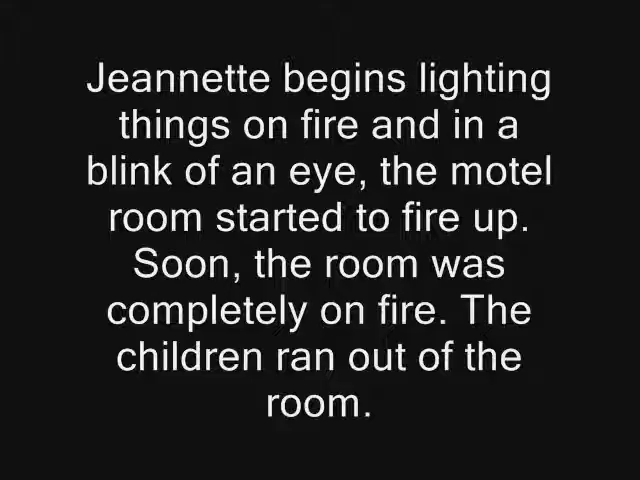 Jeannette begins lighting
things on fire and in a
blink of an eye, the motel
room started to fire up.
Soon, the room was
completely on fire. The
children ran out of the
room.